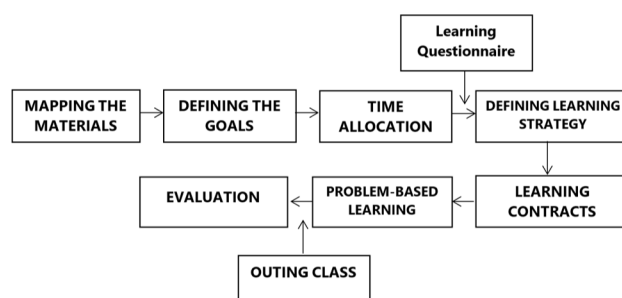 Learning
Questionnaire
MAPPING THE
MATERIALS
DEFINING THE
GOALS
TIME
ALLOCATION
DEFINING LEARNING
STRATEGY
EVALUATION
PROBLEM-BASED
LEARNING
LEARNING
CONTRACTS
OUTING CLASS